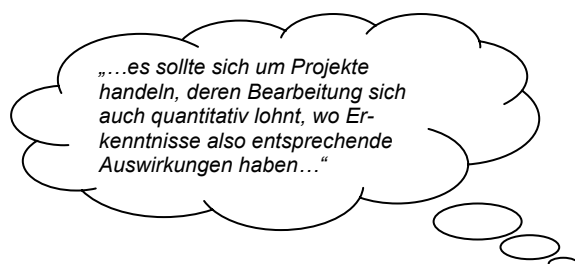 „…es sollte sich um Projekte
handeln, deren Bearbeitung sich
auch quantitativ lohnt, wo Er-
kenntnisse also entsprechende
Auswirkungen haben…“